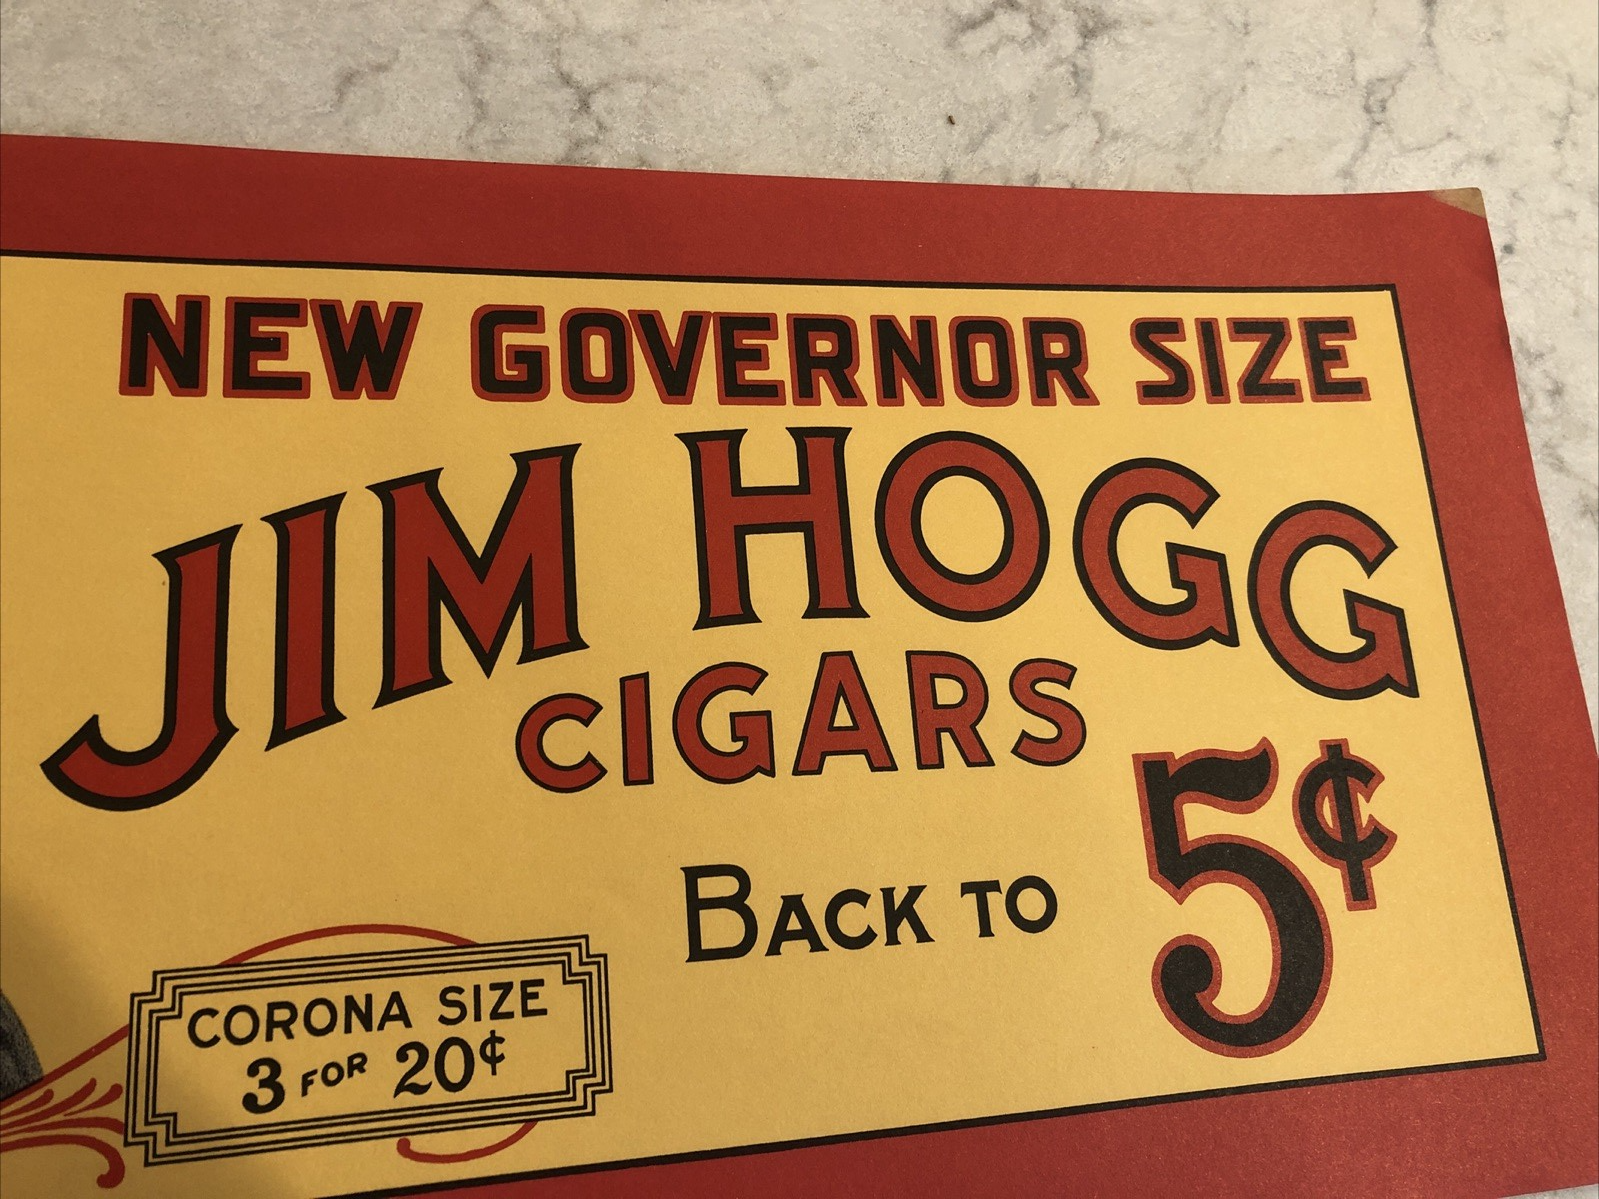 NEW GOVERNOR SIZE
JIM HOGG
CIGARS
BACK TO 5¢
CORONA SIZE
3 FOR 20¢